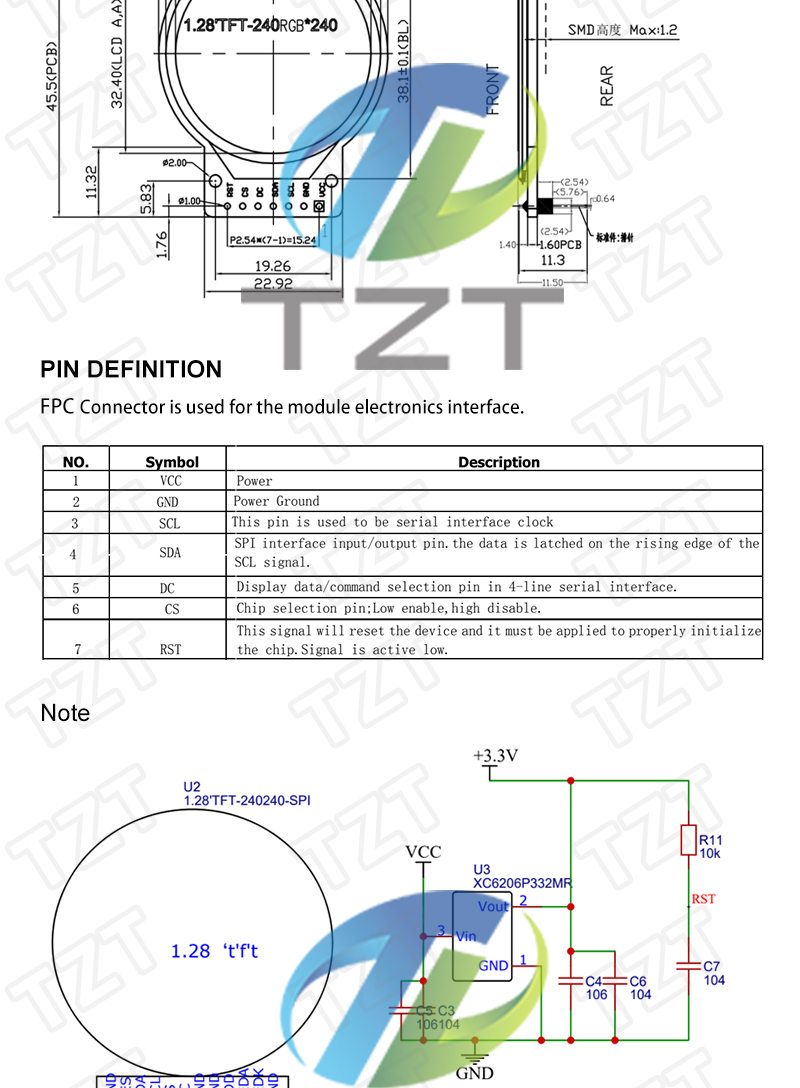 1.28'TFT-240RGB*240
SMD高度 Max:1.2
45.5(PCB)
32.40(LCD A,A)
38.1±0.1(BL)
FRONT
REAR
11.32
5.83
1.76
ø2.00
ø1.00
RST CS DC SDA SCL GND VCC
1
P2.54*(7-1)=15.24
19.26
22.92
(2.54)
(5.76)
□0.64
(2.54)
1.40
1.60PCB
标准件:排针
11.3
11.50
TZT
PIN DEFINITION
FPC Connector is used for the module electronics interface.
NO. Symbol Description
1 VCC Power
2 GND Power Ground
3 SCL This pin is used to be serial interface clock
4 SDA SPI interface input/output pin.the data is latched on the rising edge of the
SCL signal.
5 DC Display data/command selection pin in 4-line serial interface.
6 CS Chip selection pin;Low enable,high disable.
7 RST This signal will reset the device and it must be applied to properly initialize
the chip.Signal is active low.
Note
+3.3V
U2
1.28'TFT-240240-SPI
R11
10k
VCC
U3
XC6206P332MR
RST
Vout 2
3 Vin
1.28 't'f't
GND 1
C7
104
C4
106
C6
104
C5 C3
106104
GND